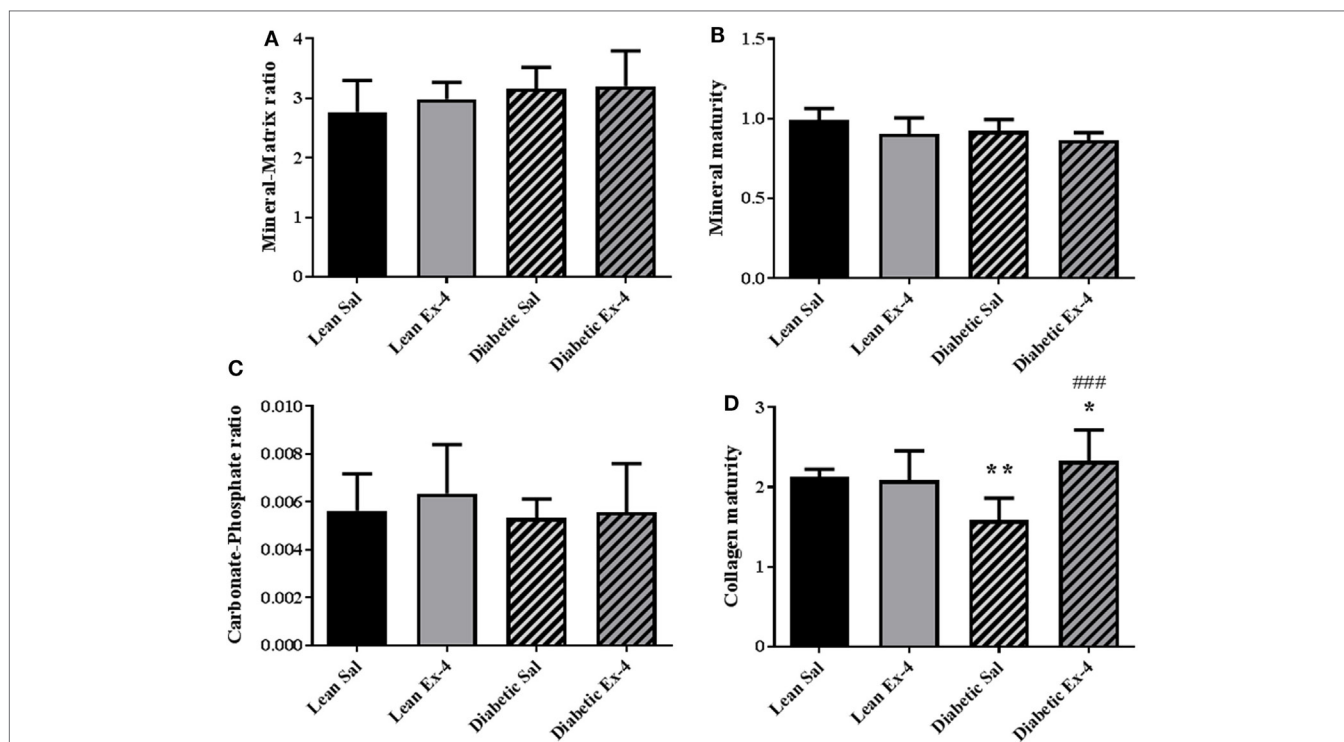 A
Mineral-Matrix ratio
4
3
2
1
0
Lean Sal
Lean Ex-4
Diabetic Sal
Diabetic Ex-4
B
Mineral maturity
1.5
1.0
0.5
0.0
Lean Sal
Lean Ex-4
Diabetic Sal
Diabetic Ex-4
C
Carbonate-Phosphate ratio
0.010
0.008
0.006
0.004
0.002
0.000
Lean Sal
Lean Ex-4
Diabetic Sal
Diabetic Ex-4
D
Collagen maturity
3
2
1
0
**
###
*
Lean Sal
Lean Ex-4
Diabetic Sal
Diabetic Ex-4